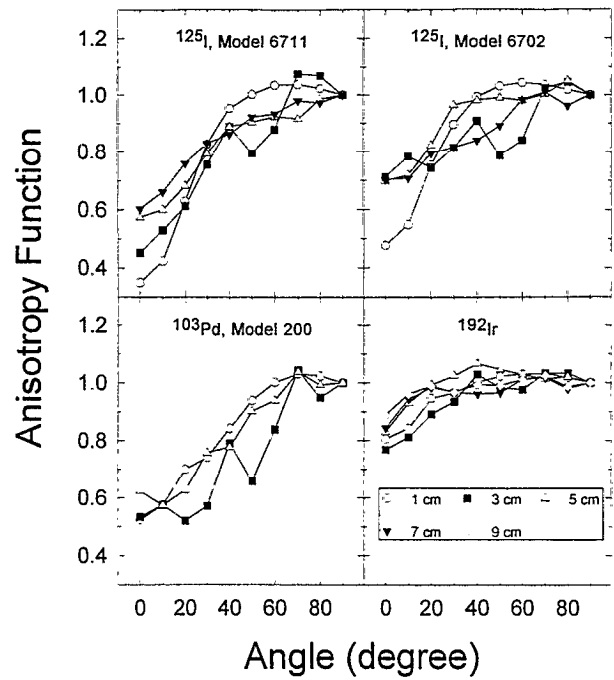 Anisotropy Function
1.2
1.0
0.8
0.6
0.4
1.2
1.0
0.8
0.6
0.4
¹²⁵I, Model 6711
¹²⁵I, Model 6702
¹⁰³Pd, Model 200
¹⁹²Ir
1 cm 3 cm 5 cm
7 cm 9 cm
0 20 40 60 80 0 20 40 60 80
Angle (degree)